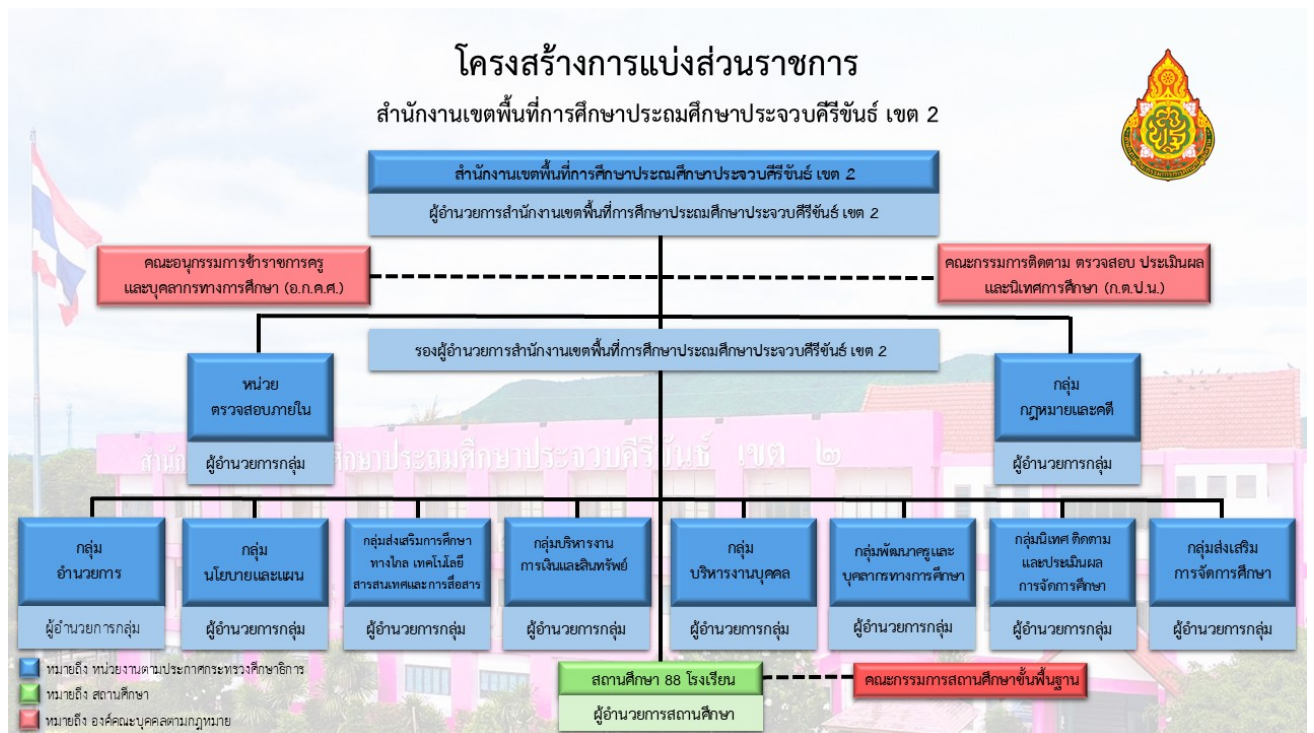 โครงสร้างการแบ่งส่วนราชการ
สำนักงานเขตพื้นที่การศึกษาประถมศึกษาประจวบคีรีขันธ์ เขต 2
สำนักงานเขตพื้นที่การศึกษาประถมศึกษาประจวบคีรีขันธ์ เขต 2
ผู้อำนวยการสำนักงานเขตพื้นที่การศึกษาประถมศึกษาประจวบคีรีขันธ์ เขต 2
คณะอนุกรรมการข้าราชการครู
และบุคลากรทางการศึกษา (อ.ก.ค.ศ.)
คณะกรรมการติดตาม ตรวจสอบ ประเมินผล
และนิเทศการศึกษา (ก.ต.ป.น.)
รองผู้อำนวยการสำนักงานเขตพื้นที่การศึกษาประถมศึกษาประจวบคีรีขันธ์ เขต 2
หน่วย
ตรวจสอบภายใน
ผู้อำนวยการกลุ่ม
กลุ่ม
กฎหมายและคดี
ผู้อำนวยการกลุ่ม
ศึกษาประถมศึกษาประจวบคีรีขันธ์ เขต ๒
กลุ่ม
อำนวยการ
ผู้อำนวยการกลุ่ม
กลุ่ม
นโยบายและแผน
ผู้อำนวยการกลุ่ม
กลุ่มส่งเสริมการศึกษา
ทางไกล เทคโนโลยี
สารสนเทศและการสื่อสาร
ผู้อำนวยการกลุ่ม
กลุ่มบริหารงาน
การเงินและสินทรัพย์
ผู้อำนวยการกลุ่ม
กลุ่ม
บริหารงานบุคคล
ผู้อำนวยการกลุ่ม
กลุ่มพัฒนาครูและ
บุคลากรทางการศึกษา
ผู้อำนวยการกลุ่ม
กลุ่มนิเทศ ติดตาม
และประเมินผล
การจัดการศึกษา
ผู้อำนวยการกลุ่ม
กลุ่มส่งเสริม
การจัดการศึกษา
ผู้อำนวยการกลุ่ม
สถานศึกษา 88 โรงเรียน
ผู้อำนวยการสถานศึกษา
คณะกรรมการสถานศึกษาขั้นพื้นฐาน
หมายถึง หน่วยงานตามประกาศกระทรวงศึกษาธิการ
หมายถึง สถานศึกษา
หมายถึง องค์คณะบุคคลตามกฎหมาย